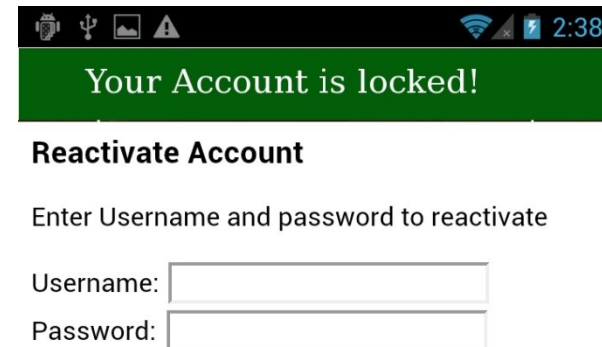 2:38
Your Account is locked!
Reactivate Account
Enter Username and password to reactivate
Username:
Password: